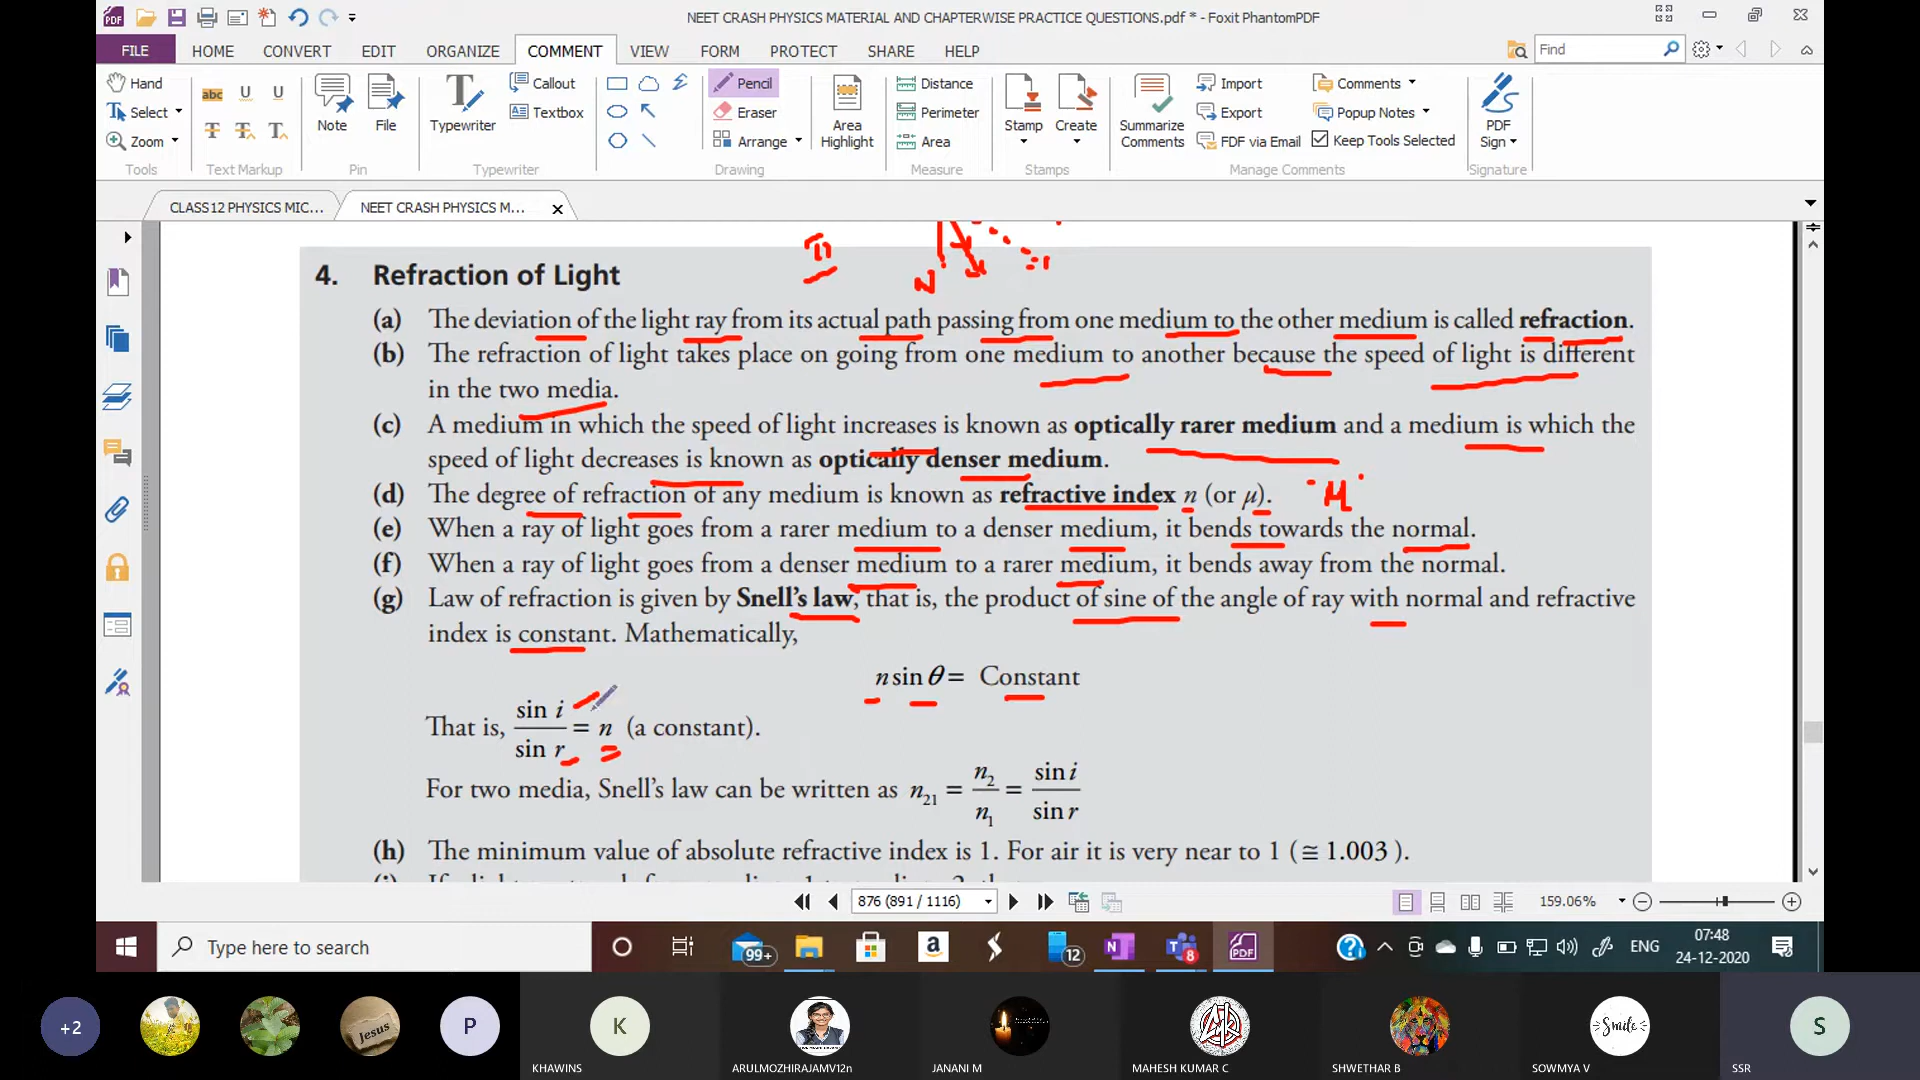 NEET CRASH PHYSICS MATERIAL AND CHAPTERWISE PRACTICE QUESTIONS.pdf * - Foxit PhantomPDF
FILE HOME CONVERT EDIT ORGANIZE COMMENT VIEW FORM PROTECT SHARE HELP Find
Hand Select Zoom Tools
abc U U T T T Text Markup
Note File Pin
Typewriter Callout Textbox Typewriter
Pencil Eraser Arrange Area Highlight Drawing
Distance Perimeter Area Measure
Stamp Create Stamps
Summarize Comments Import Export FDF via Email Comments Popup Notes Keep Tools Selected Manage Comments
PDF Sign Signature
CLASS12 PHYSICS MIC... NEET CRASH PHYSICS M...
II N
4. Refraction of Light
(a) The deviation of the light ray from its actual path passing from one medium to the other medium is called refraction.
(b) The refraction of light takes place on going from one medium to another because the speed of light is different
in the two media.
(c) A medium in which the speed of light increases is known as optically rarer medium and a medium is which the
speed of light decreases is known as optically denser medium.
(d) The degree of refraction of any medium is known as refractive index n (or μ). μ
(e) When a ray of light goes from a rarer medium to a denser medium, it bends towards the normal.
(f) When a ray of light goes from a denser medium to a rarer medium, it bends away from the normal.
(g) Law of refraction is given by Snell's law, that is, the product of sine of the angle of ray with normal and refractive
index is constant. Mathematically,
n sin θ = Constant
That is, sin i / sin r = n (a constant).
For two media, Snell's law can be written as n21 = n2 / n1 = sin i / sin r
(h) The minimum value of absolute refractive index is 1. For air it is very near to 1 (≅ 1.003 ).
876 (891 / 1116) 159.06%
Type here to search 99+ a 12 N 8 PDF ENG 07:48
24-12-2020
+2 Jesus P K Smile S
KHAWINS ARULMOZHIRAJAMV12n JANANI M MAHESH KUMAR C SHWETHAR B SOWMYA V SSR